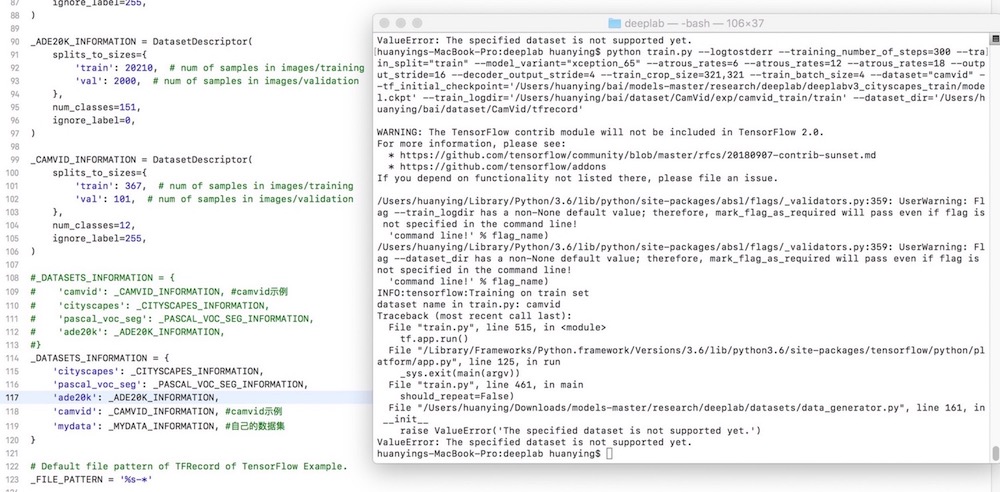 87 ignore_label=255,
88 )
89
90 _ADE20K_INFORMATION = DatasetDescriptor(
91 splits_to_sizes={
92 'train': 20210,  # num of samples in images/training
93 'val': 2000,  # num of samples in images/validation
94 },
95 num_classes=151,
96 ignore_label=0,
97 )
98
99 _CAMVID_INFORMATION = DatasetDescriptor(
100 splits_to_sizes={
101 'train': 367,  # num of samples in images/training
102 'val': 101,  # num of samples in images/validation
103 },
104 num_classes=12,
105 ignore_label=255,
106 )
107
108 #_DATASETS_INFORMATION = {
109 #    'camvid': _CAMVID_INFORMATION, #camvid示例
110 #    'cityscapes': _CITYSCAPES_INFORMATION,
111 #    'pascal_voc_seg': _PASCAL_VOC_SEG_INFORMATION,
112 #    'ade20k': _ADE20K_INFORMATION,
113 #}
114 _DATASETS_INFORMATION = {
115 'cityscapes': _CITYSCAPES_INFORMATION,
116 'pascal_voc_seg': _PASCAL_VOC_SEG_INFORMATION,
117 'ade20k': _ADE20K_INFORMATION,
118 'camvid': _CAMVID_INFORMATION, #camvid示例
119 'mydata': _MYDATA_INFORMATION, #自己的数据集
120 }
121
122 # Default file pattern of TFRecord of TensorFlow Example.
123 _FILE_PATTERN = '%s-*'
deeplab — -bash — 106×37
ValueError: The specified dataset is not supported yet.
[huanyings-MacBook-Pro:deeplab huanying$ python train.py --logtostderr --training_number_of_steps=300 --tra]
in_split="train" --model_variant="xception_65" --atrous_rates=6 --atrous_rates=12 --atrous_rates=18 --outp
ut_stride=16 --decoder_output_stride=4 --train_crop_size=321,321 --train_batch_size=4 --dataset="camvid" -
-tf_initial_checkpoint='/Users/huanying/bai/models-master/research/deeplab/deeplabv3_cityscapes_train/mode
l.ckpt' --train_logdir='/Users/huanying/bai/dataset/CamVid/exp/camvid_train/train' --dataset_dir='/Users/h
uanying/bai/dataset/CamVid/tfrecord'
WARNING: The TensorFlow contrib module will not be included in TensorFlow 2.0.
For more information, please see:
* https://github.com/tensorflow/community/blob/master/rfcs/20180907-contrib-sunset.md
* https://github.com/tensorflow/addons
If you depend on functionality not listed there, please file an issue.
/Users/huanying/Library/Python/3.6/lib/python/site-packages/absl/flags/_validators.py:359: UserWarning: Fl
ag --train_logdir has a non-None default value; therefore, mark_flag_as_required will pass even if flag is
not specified in the command line!
'command line!' % flag_name)
/Users/huanying/Library/Python/3.6/lib/python/site-packages/absl/flags/_validators.py:359: UserWarning: Fl
ag --dataset_dir has a non-None default value; therefore, mark_flag_as_required will pass even if flag is
not specified in the command line!
'command line!' % flag_name)
INFO:tensorflow:Training on train set
dataset name in train.py: camvid
Traceback (most recent call last):
File "train.py", line 515, in <module>
tf.app.run()
File "/Library/Frameworks/Python.framework/Versions/3.6/lib/python3.6/site-packages/tensorflow/python/pl
atform/app.py", line 125, in run
_sys.exit(main(argv))
File "train.py", line 461, in main
should_repeat=False)
File "/Users/huanying/Downloads/models-master/research/deeplab/datasets/data_generator.py", line 161, in
__init__
raise ValueError('The specified dataset is not supported yet.')
ValueError: The specified dataset is not supported yet.
huanyings-MacBook-Pro:deeplab huanying$